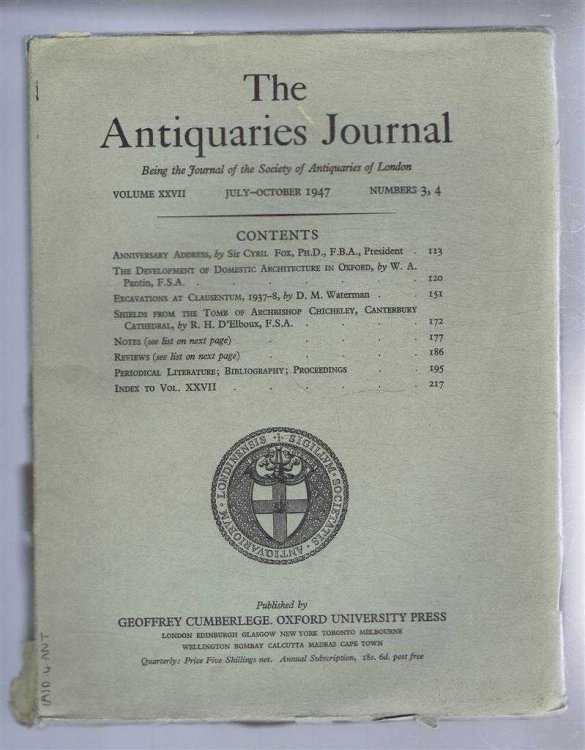 The
Antiquaries Journal
Being the Journal of the Society of Antiquaries of London
VOLUME XXVII JULY–OCTOBER 1947 NUMBERS 3, 4
CONTENTS
ANNIVERSARY ADDRESS, by SIR CYRIL FOX, PH.D., F.B.A., President . 113
THE DEVELOPMENT OF DOMESTIC ARCHITECTURE IN OXFORD, by W. A.
PANTIN, F.S.A. . . . . . . . 120
EXCAVATIONS AT CLAUSENTUM, 1937–8, by D. M. WATERMAN . . 151
SHIELDS FROM THE TOMB OF ARCHBISHOP CHICHELEY, CANTERBURY
CATHEDRAL, by R. H. D'ELBOUX, F.S.A. . . . . . 172
NOTES (see list on next page) . . . . . 177
REVIEWS (see list on next page) . . . . . 186
PERIODICAL LITERATURE; BIBLIOGRAPHY; PROCEEDINGS . . . 195
INDEX TO VOL. XXVII . . . . . . 217
SIGILLVM · SOCIETATIS · ANTIQVARIORVM · LONDINENSIS
Published by
GEOFFREY CUMBERLEGE. OXFORD UNIVERSITY PRESS
LONDON EDINBURGH GLASGOW NEW YORK TORONTO MELBOURNE
WELLINGTON BOMBAY CALCUTTA MADRAS CAPE TOWN
Quarterly: Price Five Shillings net. Annual Subscription, 18s. 6d. post free
ANT